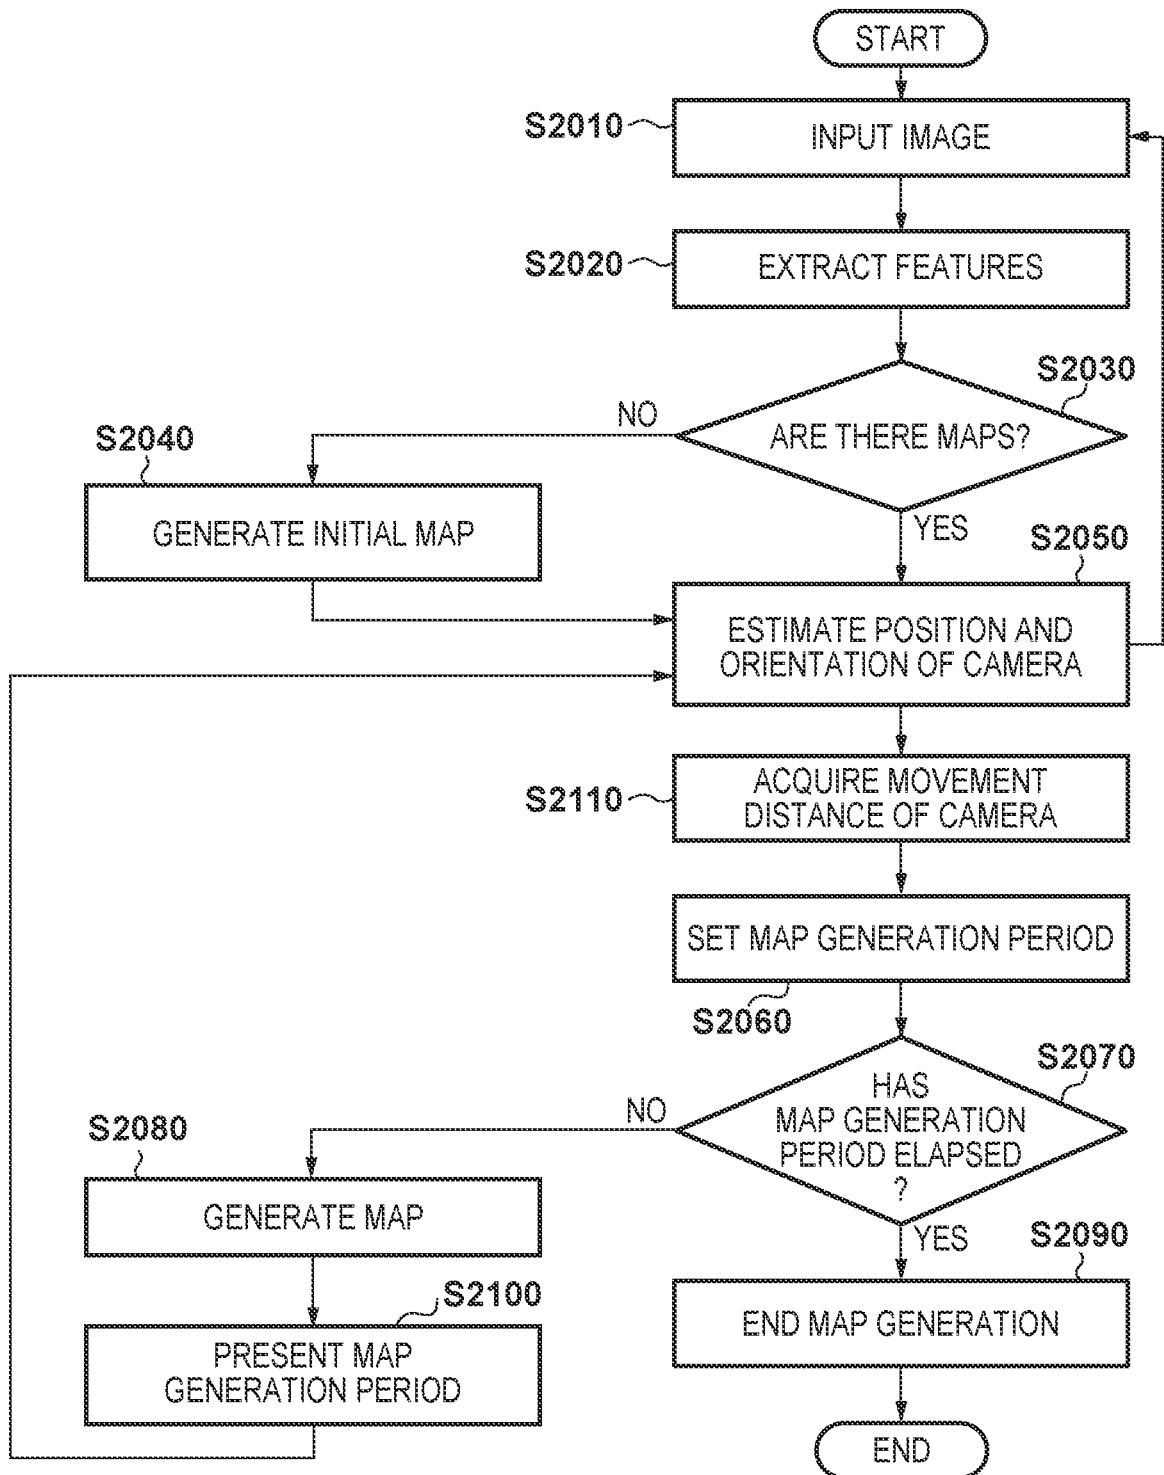 START
S2010
INPUT IMAGE
S2020
EXTRACT FEATURES
S2030
ARE THERE MAPS?
NO
YES
S2040
GENERATE INITIAL MAP
S2050
ESTIMATE POSITION AND
ORIENTATION OF CAMERA
S2110
ACQUIRE MOVEMENT
DISTANCE OF CAMERA
SET MAP GENERATION PERIOD
S2060
S2070
HAS
MAP GENERATION
PERIOD ELAPSED
?
NO
YES
S2080
GENERATE MAP
S2100
PRESENT MAP
GENERATION PERIOD
S2090
END MAP GENERATION
END